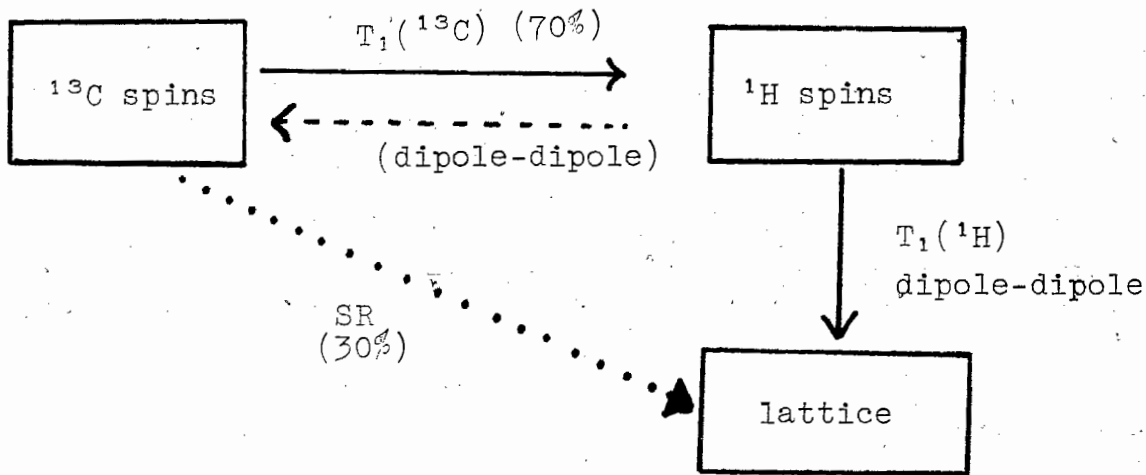 T₁(¹³C) (70%)
¹³C spins
¹H spins
(dipole-dipole)
T₁(¹H)
dipole-dipole
SR
(30%)
lattice